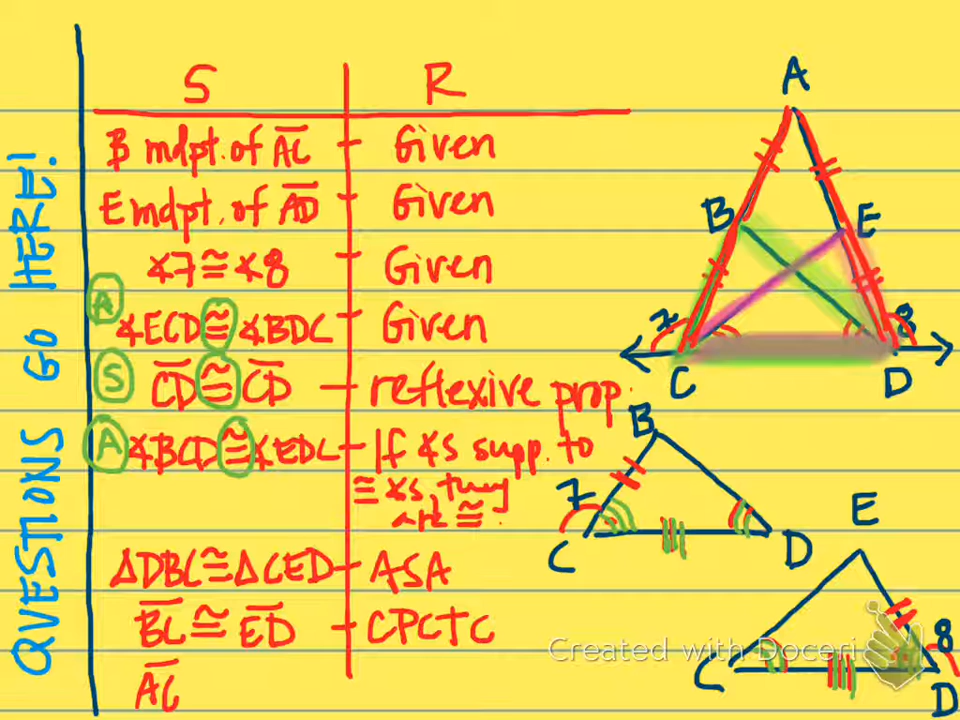 QUESTIONS GO HERE!
S R
B mdpt. of AC - Given
E mdpt. of AD - Given
∡7≅∡8 - Given
A
∡ECD≅∡BDC Given
S CD≅CD - reflexive prop.
A ∡BCD≅∡EDC - If ∡s supp. to
≅ ∡s, they
are ≅.
△DBC≅△CED - ASA
BC≅ED - CPCTC
AC
A
B E
7 8
C D
B
7
C D
E
8
C D
Created with Doceri